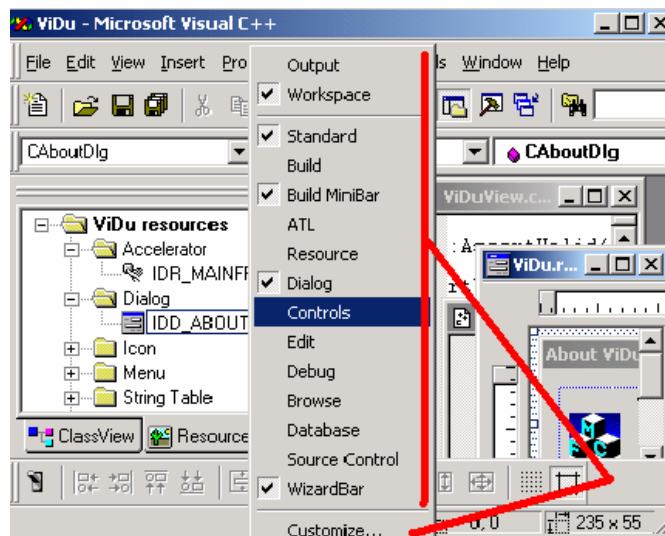 ViDu - Microsoft Visual C++
File Edit View Insert Pro
ls Window Help
CAboutDlg
CAboutDlg
ViDu resources
Accelerator
IDR_MAINFR
Dialog
IDD_ABOUT
Icon
Menu
String Table
ClassView
Resource
Output
Workspace
Standard
Build
Build MiniBar
ATL
Resource
Dialog
Controls
Edit
Debug
Browse
Database
Source Control
WizardBar
Customize...
ViDuView.c...
ViDu.r...
About ViDu
0, 0
235 x 55